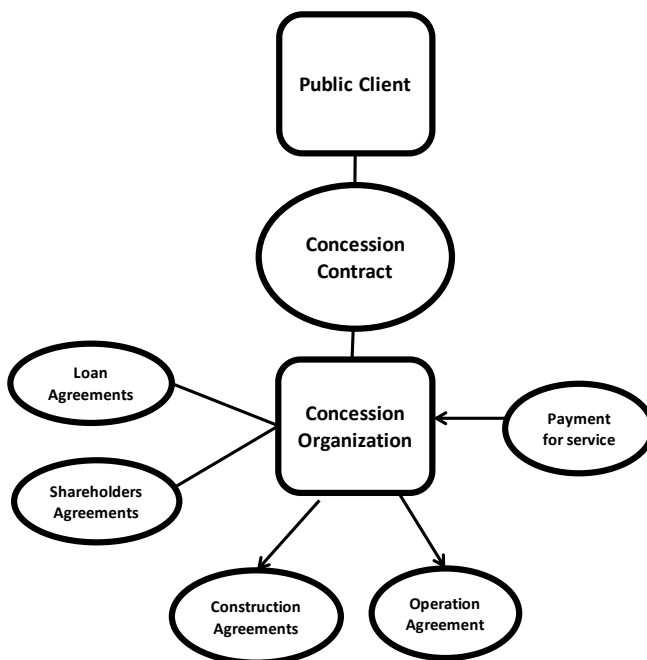 Public Client
Concession
Contract
Loan
Agreements
Concession
Organization
Payment
for service
Shareholders
Agreements
Construction
Agreements
Operation
Agreement